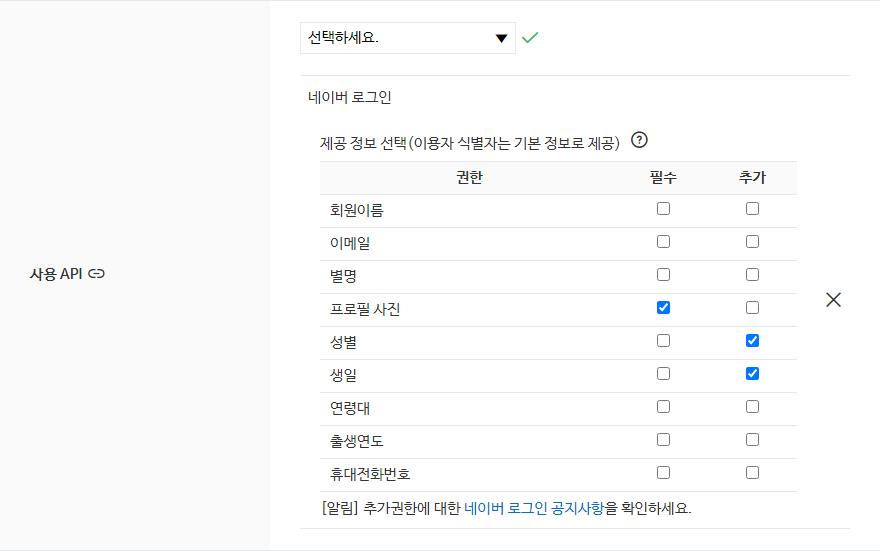 선택하세요.
네이버 로그인
제공 정보 선택(이용자 식별자는 기본 정보로 제공)
권한 필수 추가
회원이름
이메일
별명
프로필 사진
사용 API
성별
생일
연령대
출생연도
휴대전화번호
[알림] 추가권한에 대한 네이버 로그인 공지사항을 확인하세요.